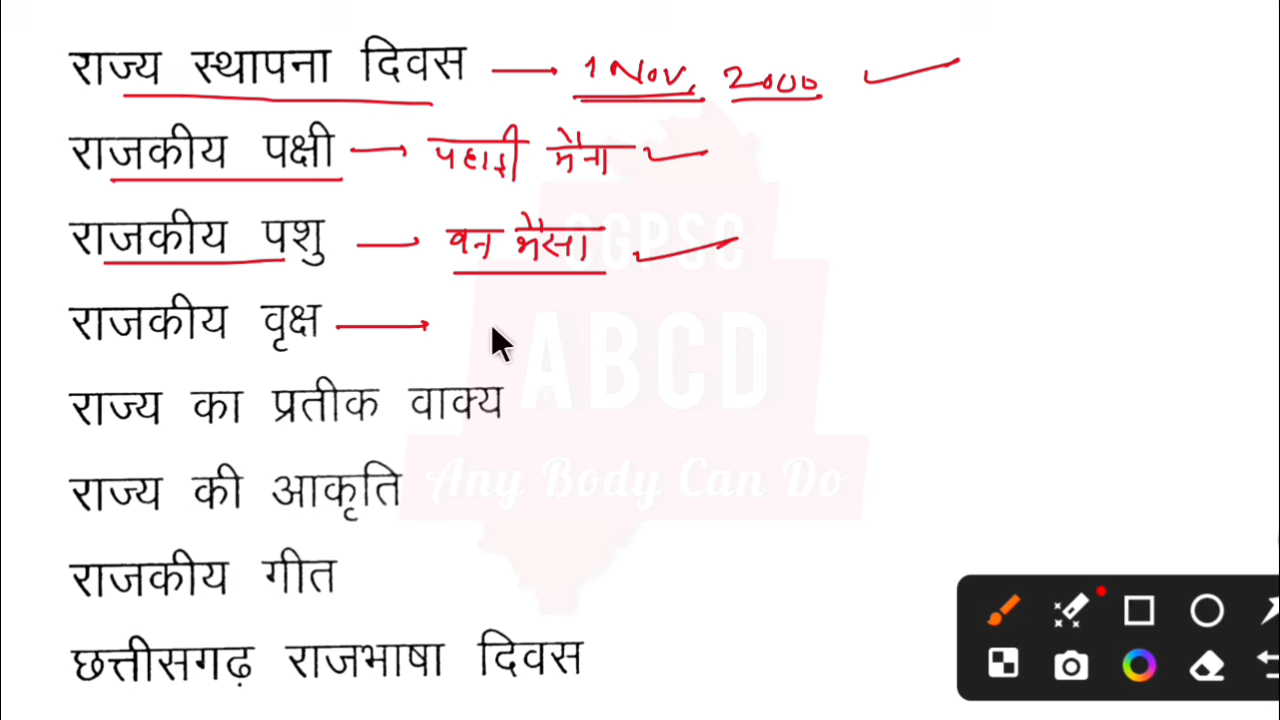 राज्य स्थापना दिवस — 1 Nov, 2000
राजकीय पक्षी — पहाड़ी मैना
राजकीय पशु — वन भैंसा
राजकीय वृक्ष —
राज्य का प्रतीक वाक्य
राज्य की आकृति
राजकीय गीत
छत्तीसगढ़ राजभाषा दिवस
CGPSC
ABCD
Any Body Can Do